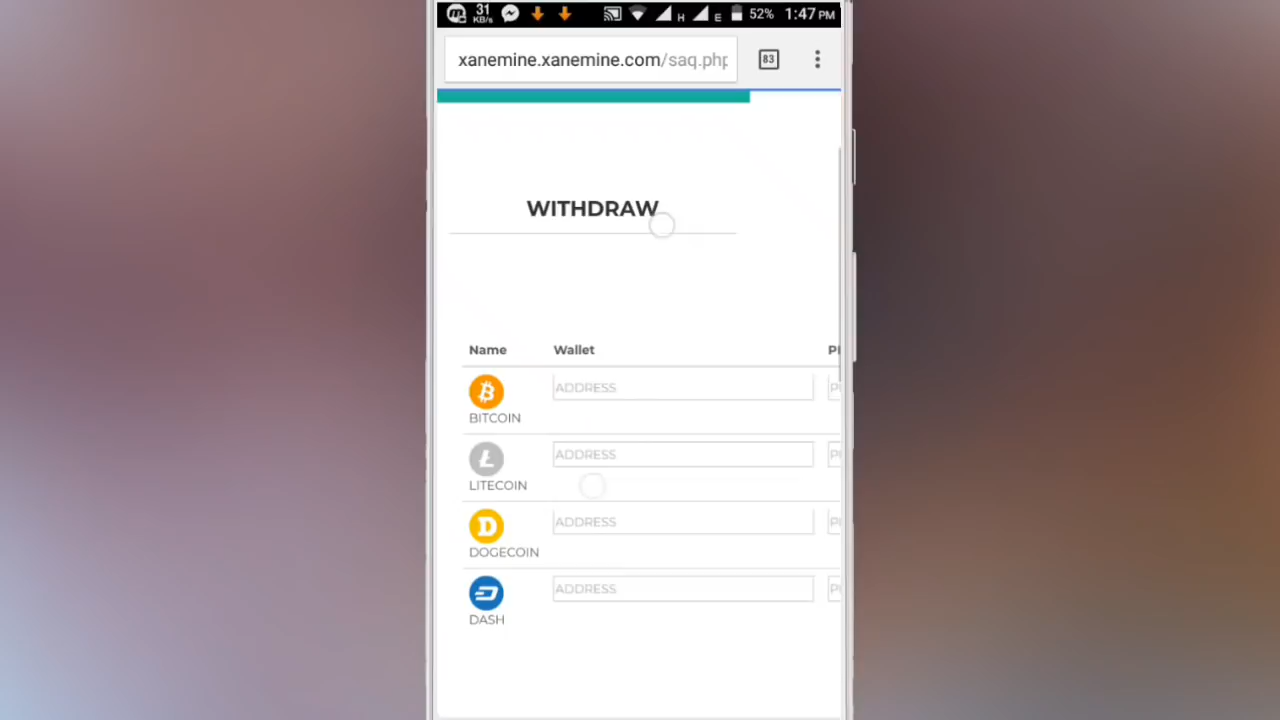 31
KB/s
H
E
52%
1:47 PM
xanemine.xanemine.com/saq.php
83
WITHDRAW
Name Wallet
ADDRESS
BITCOIN
ADDRESS
LITECOIN
ADDRESS
DOGECOIN
ADDRESS
DASH